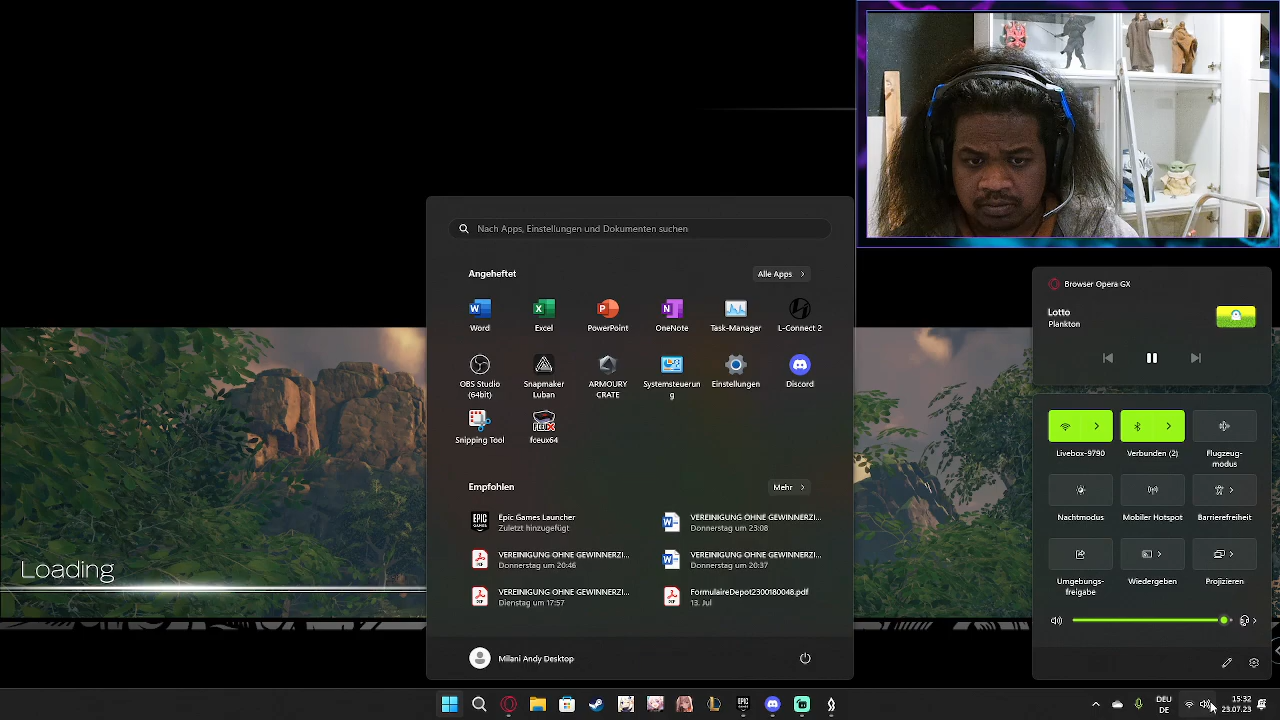 Nach Apps, Einstellungen und Dokumenten suchen
Angeheftet
Alle Apps
Word
Excel
PowerPoint
OneNote
Task-Manager
L-Connect 2
OBS Studio
(64bit)
Snapmaker
Luban
ARMOURY
CRATE
Systemsteuerun
g
Einstellungen
Discord
Snipping Tool
fceux64
Empfohlen
Mehr
Epic Games Launcher
Zuletzt hinzugefügt
VEREINIGUNG OHNE GEWINNERZI...
Donnerstag um 23:08
VEREINIGUNG OHNE GEWINNERZI...
Donnerstag um 20:46
VEREINIGUNG OHNE GEWINNERZI...
Donnerstag um 20:37
VEREINIGUNG OHNE GEWINNERZI...
Dienstag um 17:57
FormulaireDepot2300180048.pdf
13. Jul
Milani Andy Desktop
Loading
Browser Opera GX
Lotto
Plankton
Livebox-9790
Verbunden (2)
Flugzeug-
modus
Nachtmodus
Mobiler Hotspot
Barrierefreiheit
Umgebungs-
freigabe
Wiedergeben
Projizieren
DEU
DE
15:32
23.07.23